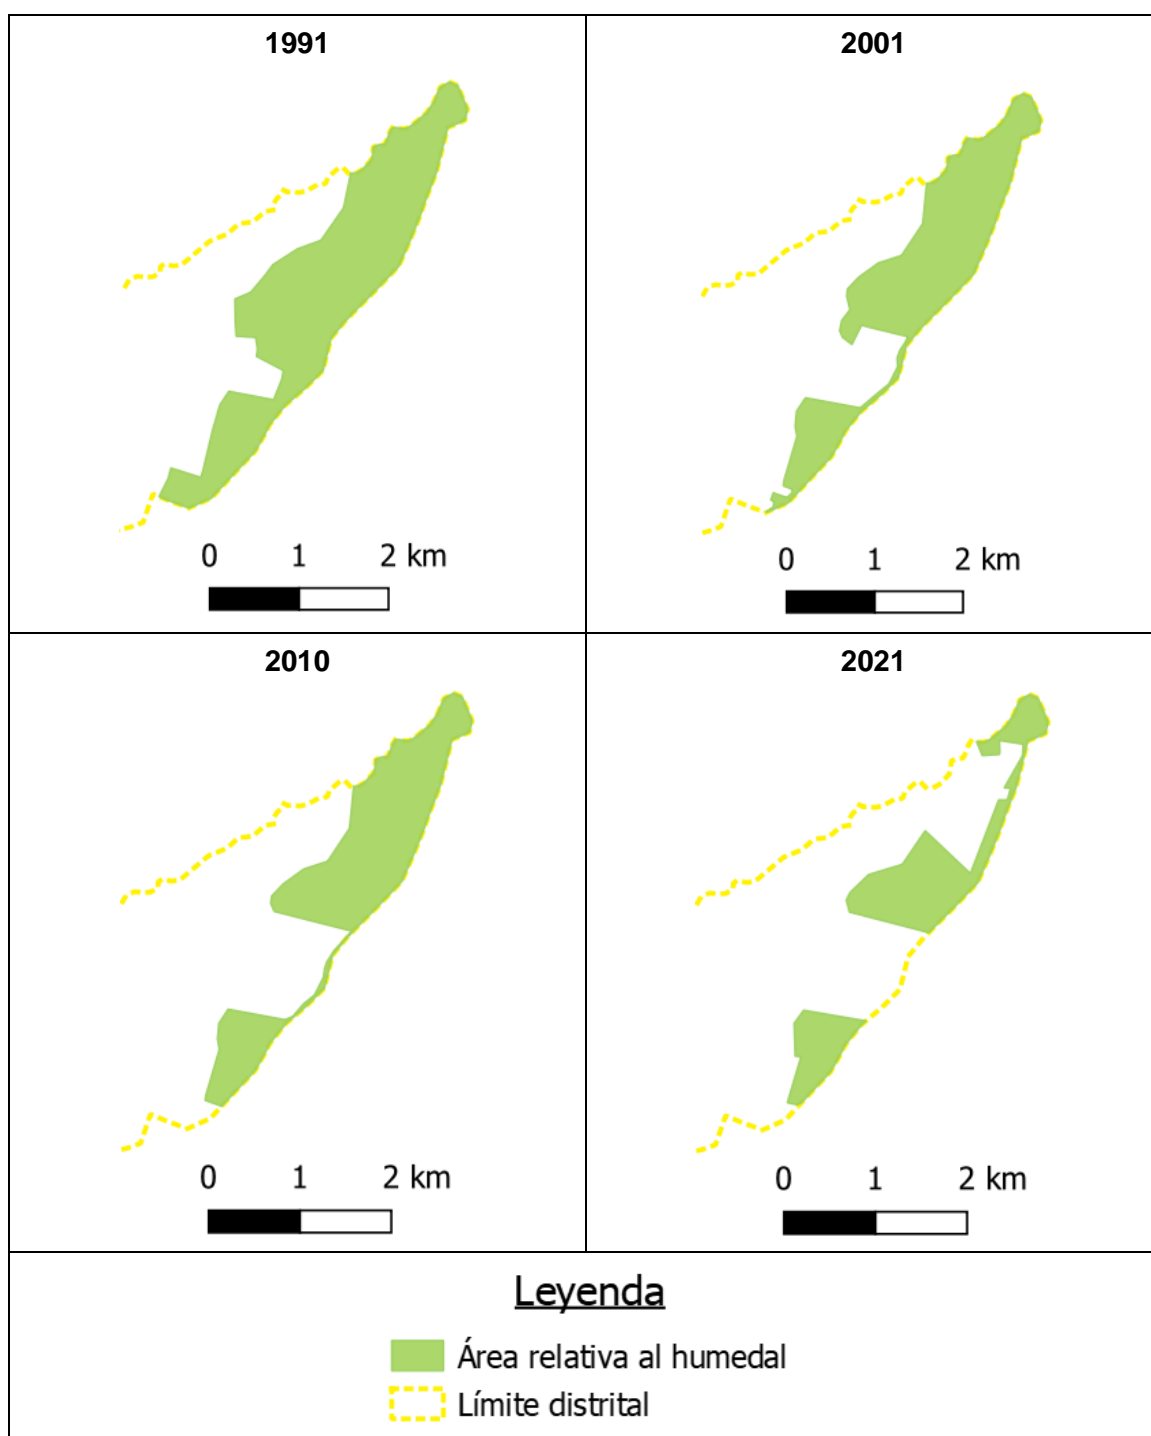 1991
2001
0 1 2 km
0 1 2 km
2010
2021
0 1 2 km
0 1 2 km
Leyenda
Área relativa al humedal
Límite distrital